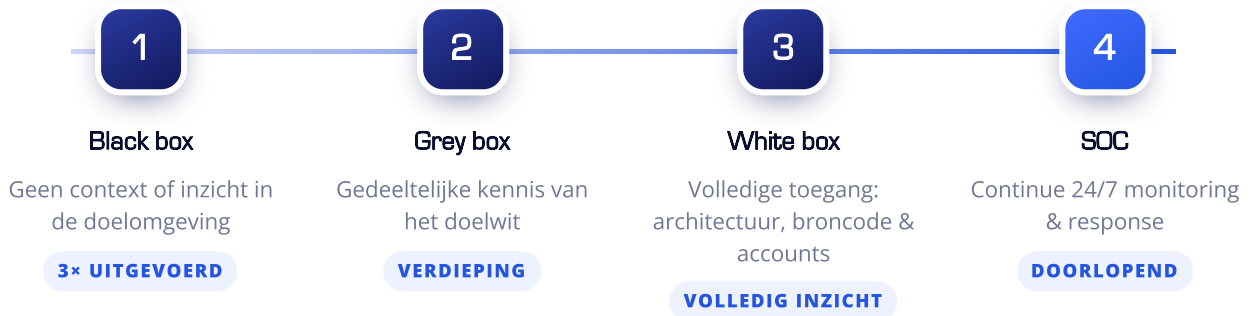 1
2
3
4
Black box
Geen context of inzicht in
de doelomgeving
3× UITGEVOERD
Grey box
Gedeeltelijke kennis van
het doelwit
VERDIEPING
White box
Volledige toegang:
architectuur, broncode &
accounts
VOLLEDIG INZICHT
SOC
Continue 24/7 monitoring
& response
DOORLOPEND